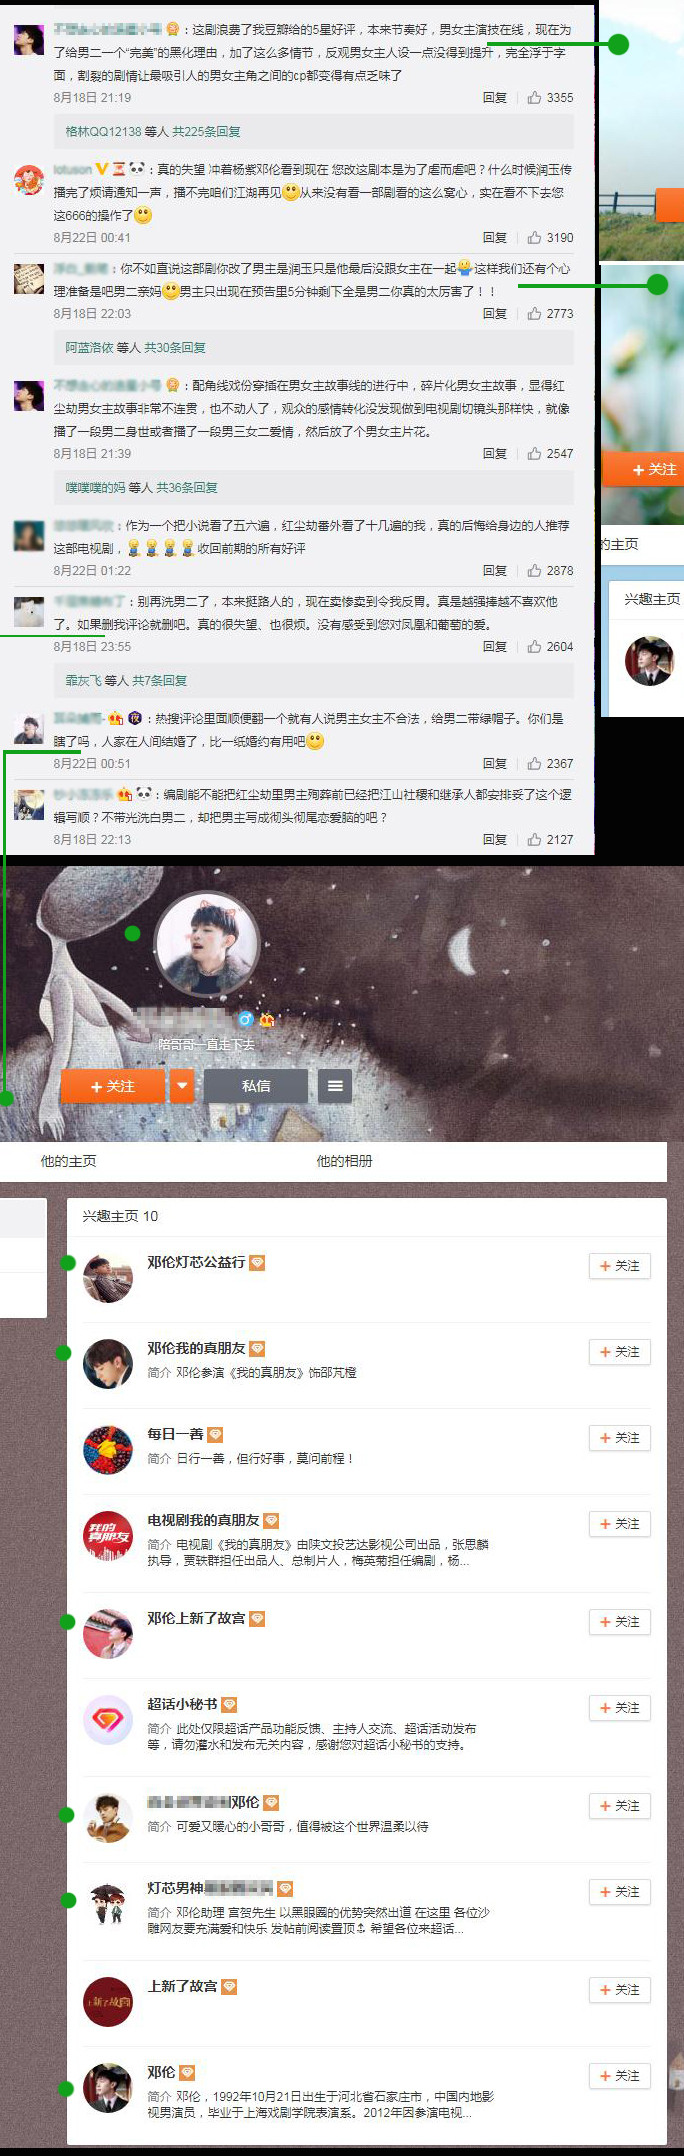 ：这剧浪费了我豆瓣给的5星好评，本来节奏好，男女主演技在线，现在为
了给男二一个“完美”的黑化理由，加了这么多情节，反观男女主人设一点没得到提升，完全浮于字
面，割裂的剧情让最吸引人的男女主角之间的cp都变得有点乏味了
8月18日 21:19 回复 3355
格林QQ12138 等人 共225条回复
lotuson ：真的失望 冲着杨紫邓伦看到现在 您改这剧本是为了虐而虐吧？什么时候润玉传
播完了烦请通知一声，播不完咱们江湖再见 从来没有看一部剧看的这么窝心，实在看不下去您
这666的操作了
8月22日 00:41 回复 3190
：你不如直说这部剧你改了男主是润玉只是他最后没跟女主在一起 这样我们还有个心
理准备是吧男二亲妈 男主只出现在预告里5分钟剩下全是男二你真的太厉害了！！
8月18日 22:03 回复 2773
阿蓝洛依 等人 共30条回复
：配角线戏份穿插在男女主故事线的进行中，碎片化男女主故事，显得红
尘劫男女主故事非常不连贯，也不动人了，观众的感情转化没发现做到电视剧切镜头那样快，就像
播了一段男二身世或者播了一段男三女二爱情，然后放了个男女主片花。
8月18日 21:39 回复 2547
噗噗噗的妈 等人 共36条回复
：作为一个把小说看了五六遍，红尘劫番外看了十几遍的我，真的后悔给身边的人推荐
这部电视剧， 收回前期的所有好评
8月22日 01:22 回复 2878
：别再洗男二了，本来挺路人的，现在卖惨卖到令我反胃。真是越强捧越不喜欢他
了。如果删我评论就删吧。真的很失望、也很烦。没有感受到您对凤凰和葡萄的爱。
8月18日 23:55 回复 2604
霏灰飞 等人 共7条回复
：热搜评论里面顺便翻一个就有人说男主女主不合法，给男二带绿帽子。你们是
瞎了吗，人家在人间结婚了，比一纸婚约有用吧
8月22日 00:51 回复 2367
：编剧能不能把红尘劫里男主殉葬前已经把江山社稷和继承人都安排妥了这个逻
辑写顺？不带光洗白男二，却把男主写成彻头彻尾恋爱脑的吧？
8月18日 22:13 回复 2127
+ 关注
的主页
兴趣主页
陪哥哥一直走下去
+ 关注 私信
他的主页 他的相册
兴趣主页 10
邓伦灯芯公益行 + 关注
邓伦我的真朋友 + 关注
简介 邓伦参演《我的真朋友》饰邵芃橙
每日一善 + 关注
简介 日行一善，但行好事，莫问前程！
我的
真朋友
电视剧我的真朋友 + 关注
简介 电视剧《我的真朋友》由陕文投艺达影视公司出品，张思麟
执导，贾轶群担任出品人、总制片人，梅英菊担任编剧，杨...
邓伦上新了故宫 + 关注
超话小秘书 + 关注
简介 此处仅限超话产品功能反馈、主持人交流、超话活动发布
等，请勿灌水和发布无关内容，感谢您对超话小秘书的支持。
邓伦 + 关注
简介 可爱又暖心的小哥哥，值得被这个世界温柔以待
灯芯男神 + 关注
简介 邓伦助理 宫贺先生 以黑眼圈的优势突然出道 在这里 各位沙
雕网友要充满爱和快乐 发帖前阅读置顶 希望各位来超话...
上新了故宫
上新了故宫 + 关注
邓伦 + 关注
简介 邓伦，1992年10月21日出生于河北省石家庄市，中国内地影
视男演员，毕业于上海戏剧学院表演系。2012年因参演电视...